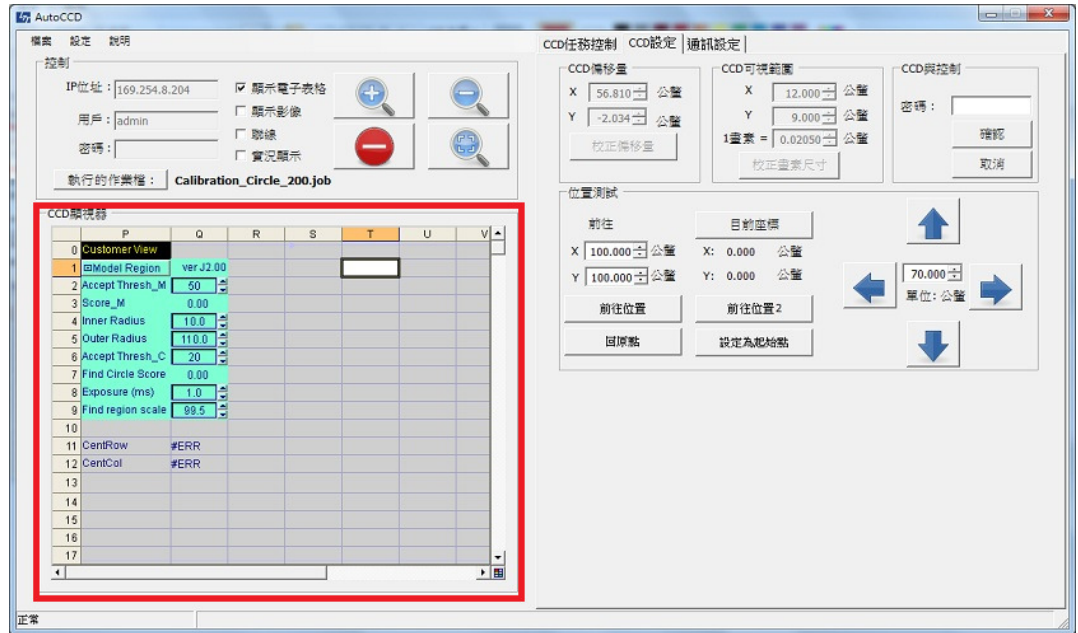 AutoCCD
檔案 設定 說明
控制
IP位址： 169.254.8.204
用戶： admin
密碼：
顯示電子表格
顯示影像
聯線
實況顯示
執行的作業檔： Calibration_Circle_200.job
CCD顯視器
P Q R S T U V
0 Customer View
1 Model Region ver J2.00
2 Accept Thresh_M 50
3 Score_M 0.00
4 Inner Radius 10.0
5 Outer Radius 110.0
6 Accept Thresh_C 20
7 Find Circle Score 0.00
8 Exposure (ms) 1.0
9 Find region scale 99.5
10
11 CentRow #ERR
12 CentCol #ERR
13
14
15
16
17
正常
CCD任務控制 CCD設定 通訊設定
CCD偏移量
X 56.810 公釐
Y -2.034 公釐
校正偏移量
CCD可視範圍
X 12.000 公釐
Y 9.000 公釐
1畫素 = 0.02050 公釐
校正畫素尺寸
CCD與控制
密碼：
確認
取消
位置測試
前往 目前座標
X 100.000 公釐 X: 0.000 公釐
Y 100.000 公釐 Y: 0.000 公釐
前往位置 前往位置2
回原點 設定為起始點
70.000
單位: 公釐